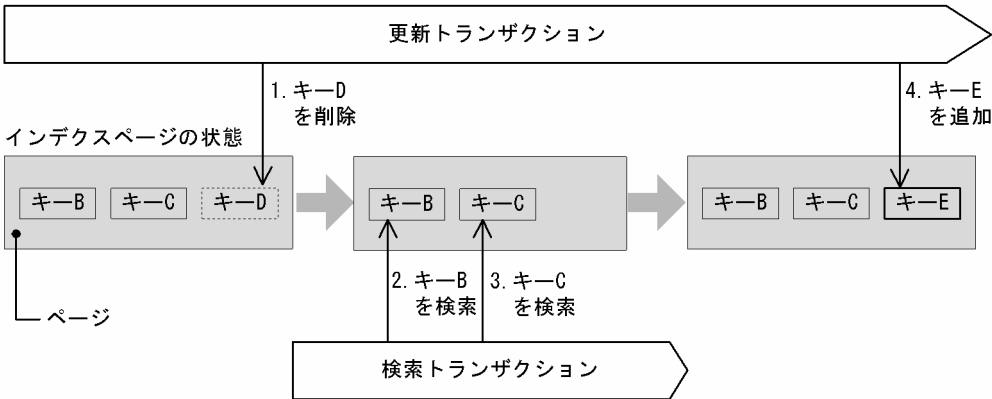 更新トランザクション
1. キーD
を削除
4. キーE
を追加
インデクスページの状態
キーB
キーC
キーD
キーB
キーC
キーB
キーC
キーE
2. キーB
を検索
3. キーC
を検索
ページ
検索トランザクション